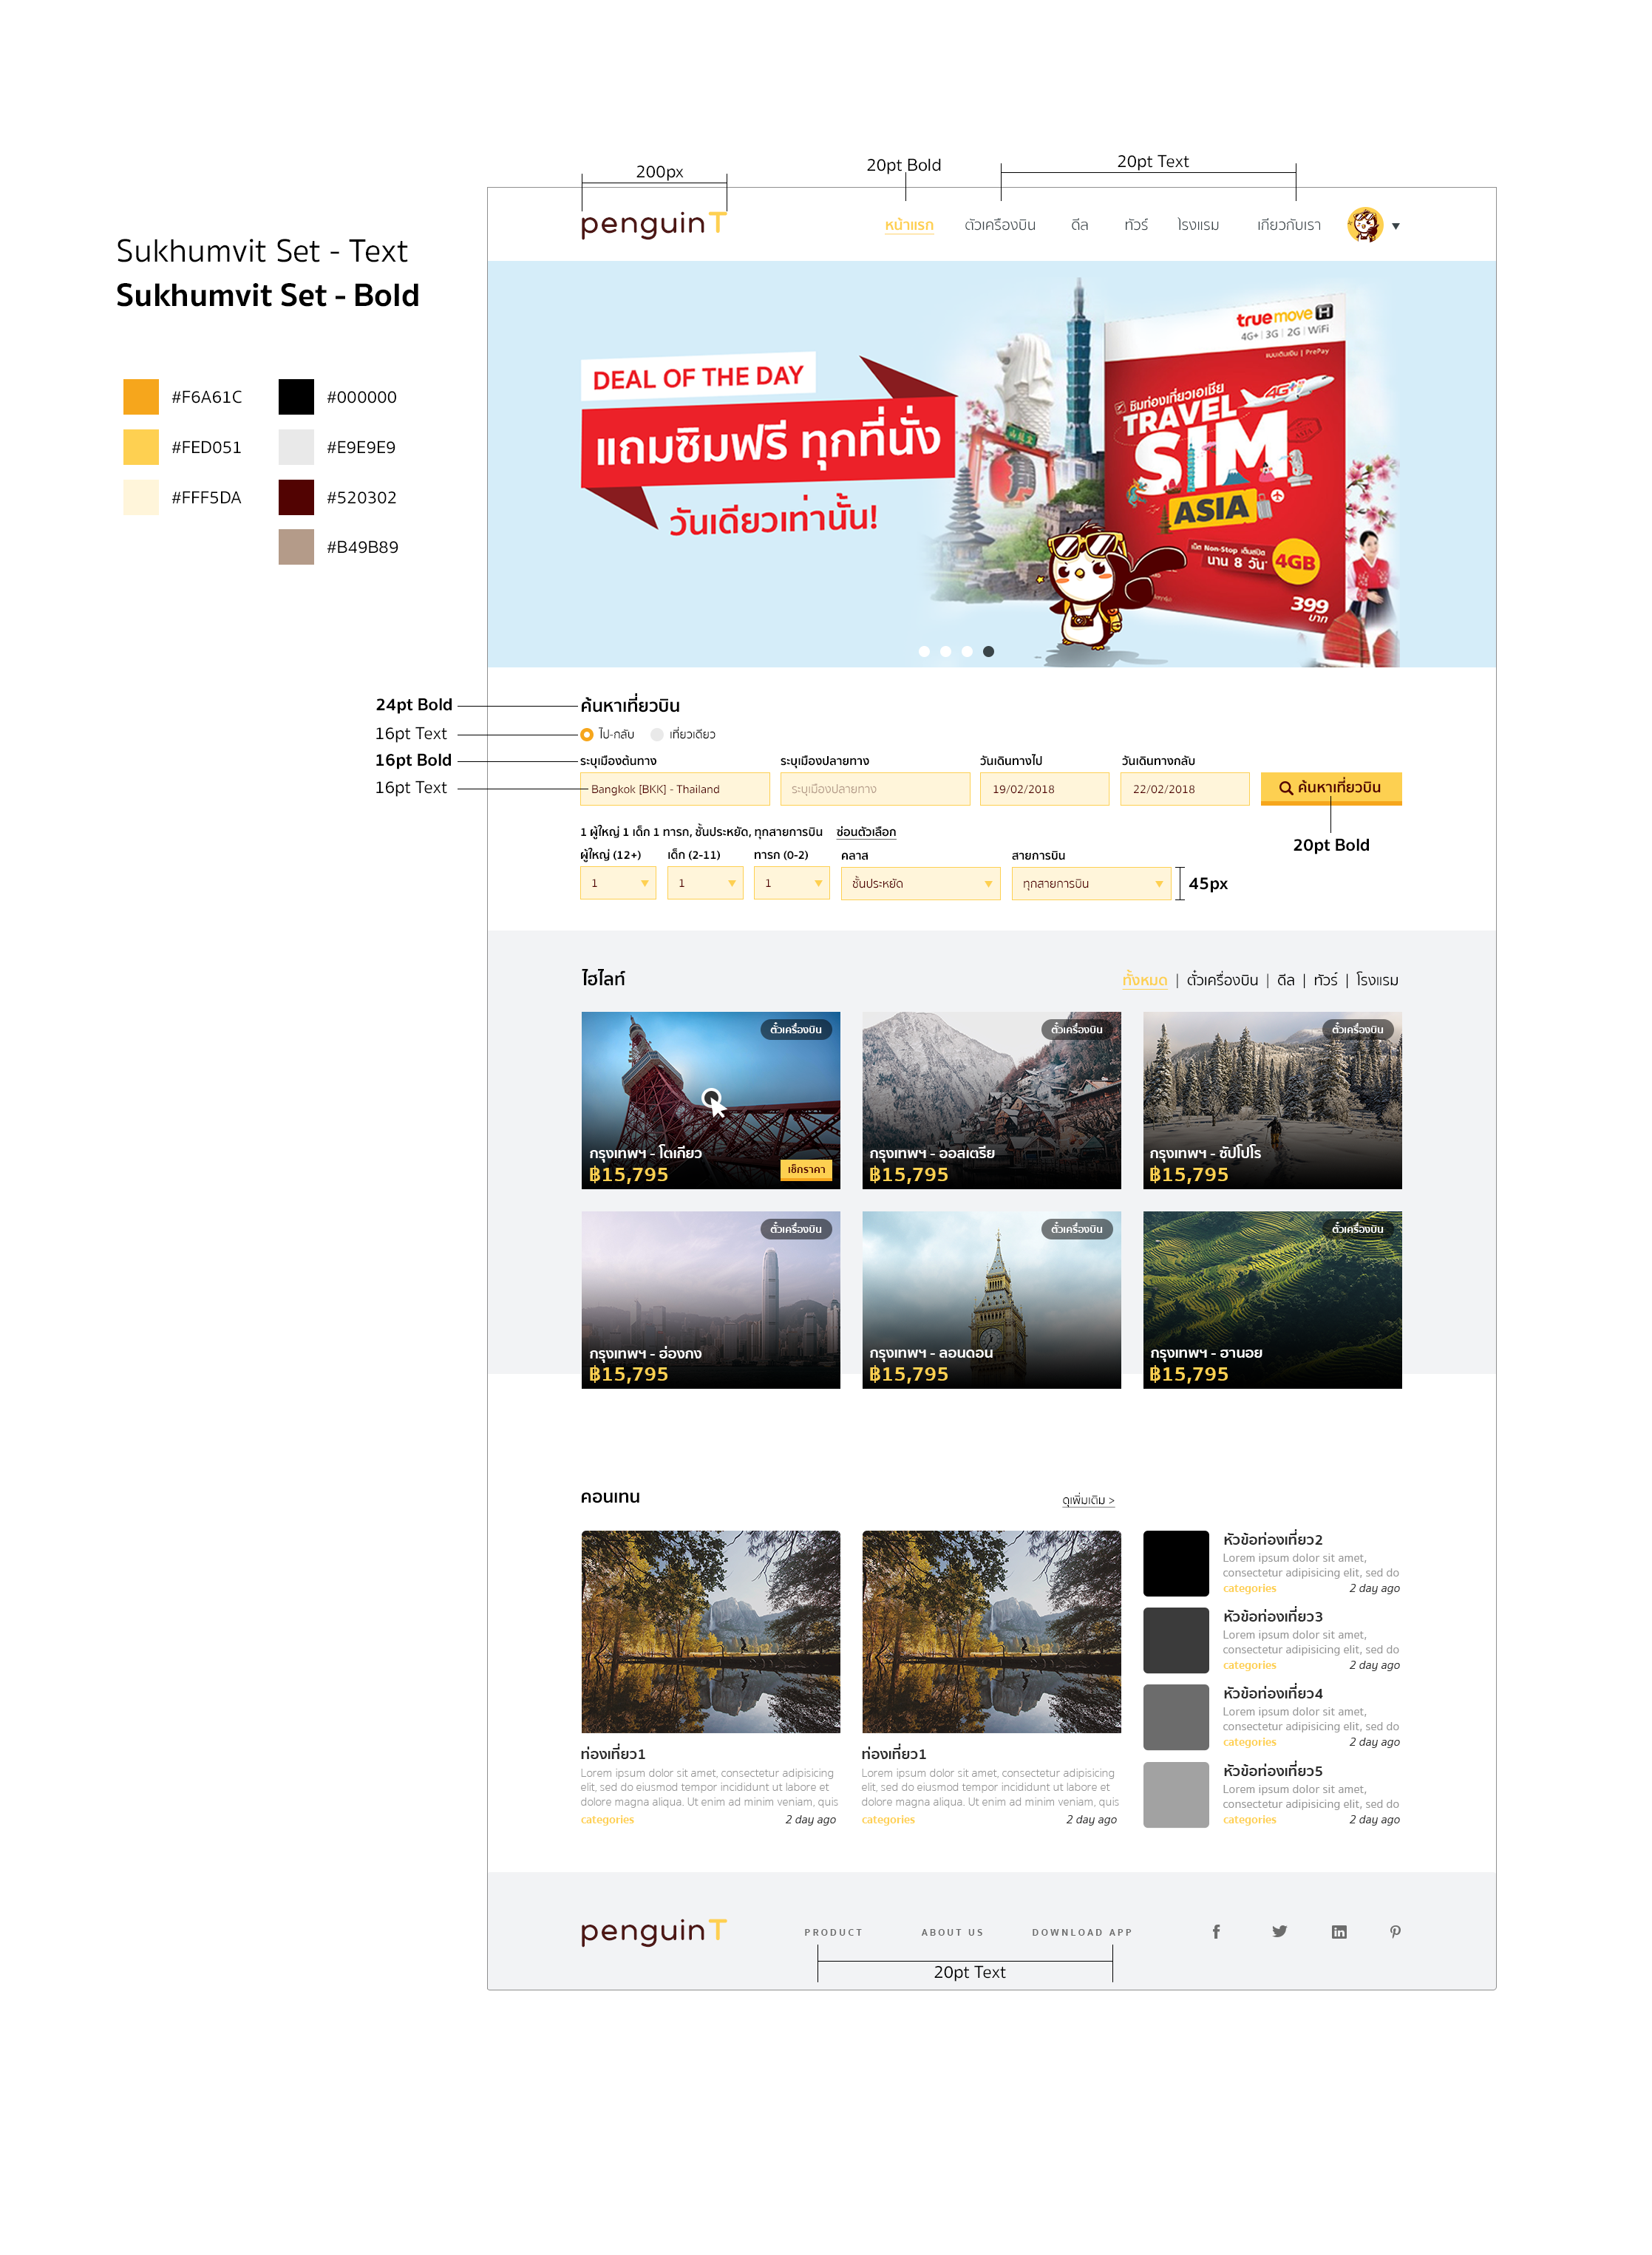 200px
20pt Bold
20pt Text
penguinT
หน้าแรก ตัวเครื่องบิน ดีล ทัวร์ โรงแรม เกียวกับเรา
Sukhumvit Set - Text
Sukhumvit Set - Bold
#F6A61C #000000
#FED051 #E9E9E9
#FFF5DA #520302
#B49B89
DEAL OF THE DAY
แถมซิมฟรี ทุกที่นั่ง
วันเดียวเท่านั้น!
truemove H
4G+ | 3G | 2G | WiFi
แบบเติมเงิน | PrePay
ซิมท่องเที่ยวเอเชีย
4G+
TRAVEL
SIM
ASIA
เน็ต Non-Stop เต็มสปีด
นาน 8 วัน*
4GB
399
บาท
24pt Bold
ค้นหาเที่ยวบิน
16pt Text
ไป-กลับ เที่ยวเดียว
16pt Bold
ระบุเมืองต้นทาง ระบุเมืองปลายทาง วันเดินทางไป วันเดินทางกลับ
16pt Text
Bangkok [BKK] - Thailand ระบุเมืองปลายทาง 19/02/2018 22/02/2018 ค้นหาเที่ยวบิน
20pt Bold
1 ผู้ใหญ่ 1 เด็ก 1 ทารก, ชั้นประหยัด, ทุกสายการบิน ซ่อนตัวเลือก
ผู้ใหญ่ (12+) เด็ก (2-11) ทารก (0-2) คลาส สายการบิน
1 1 1 ชั้นประหยัด ทุกสายการบิน
45px
ไฮไลท์
ทั้งหมด | ตั๋วเครื่องบิน | ดีล | ทัวร์ | โรงแรม
ตั๋วเครื่องบิน
กรุงเทพฯ - โตเกียว
฿15,795
เช็กราคา
ตั๋วเครื่องบิน
กรุงเทพฯ - ออสเตรีย
฿15,795
ตั๋วเครื่องบิน
กรุงเทพฯ - ซัปโปโร
฿15,795
ตั๋วเครื่องบิน
กรุงเทพฯ - ฮ่องกง
฿15,795
ตั๋วเครื่องบิน
กรุงเทพฯ - ลอนดอน
฿15,795
ตั๋วเครื่องบิน
กรุงเทพฯ - ฮานอย
฿15,795
คอนเทน
ดูเพิ่มเติม >
ท่องเที่ยว1
Lorem ipsum dolor sit amet, consectetur adipisicing
elit, sed do eiusmod tempor incididunt ut labore et
dolore magna aliqua. Ut enim ad minim veniam, quis
categories 2 day ago
ท่องเที่ยว1
Lorem ipsum dolor sit amet, consectetur adipisicing
elit, sed do eiusmod tempor incididunt ut labore et
dolore magna aliqua. Ut enim ad minim veniam, quis
categories 2 day ago
หัวข้อท่องเที่ยว2
Lorem ipsum dolor sit amet,
consectetur adipisicing elit, sed do
categories 2 day ago
หัวข้อท่องเที่ยว3
Lorem ipsum dolor sit amet,
consectetur adipisicing elit, sed do
categories 2 day ago
หัวข้อท่องเที่ยว4
Lorem ipsum dolor sit amet,
consectetur adipisicing elit, sed do
categories 2 day ago
หัวข้อท่องเที่ยว5
Lorem ipsum dolor sit amet,
consectetur adipisicing elit, sed do
categories 2 day ago
penguinT
PRODUCT ABOUT US DOWNLOAD APP
20pt Text